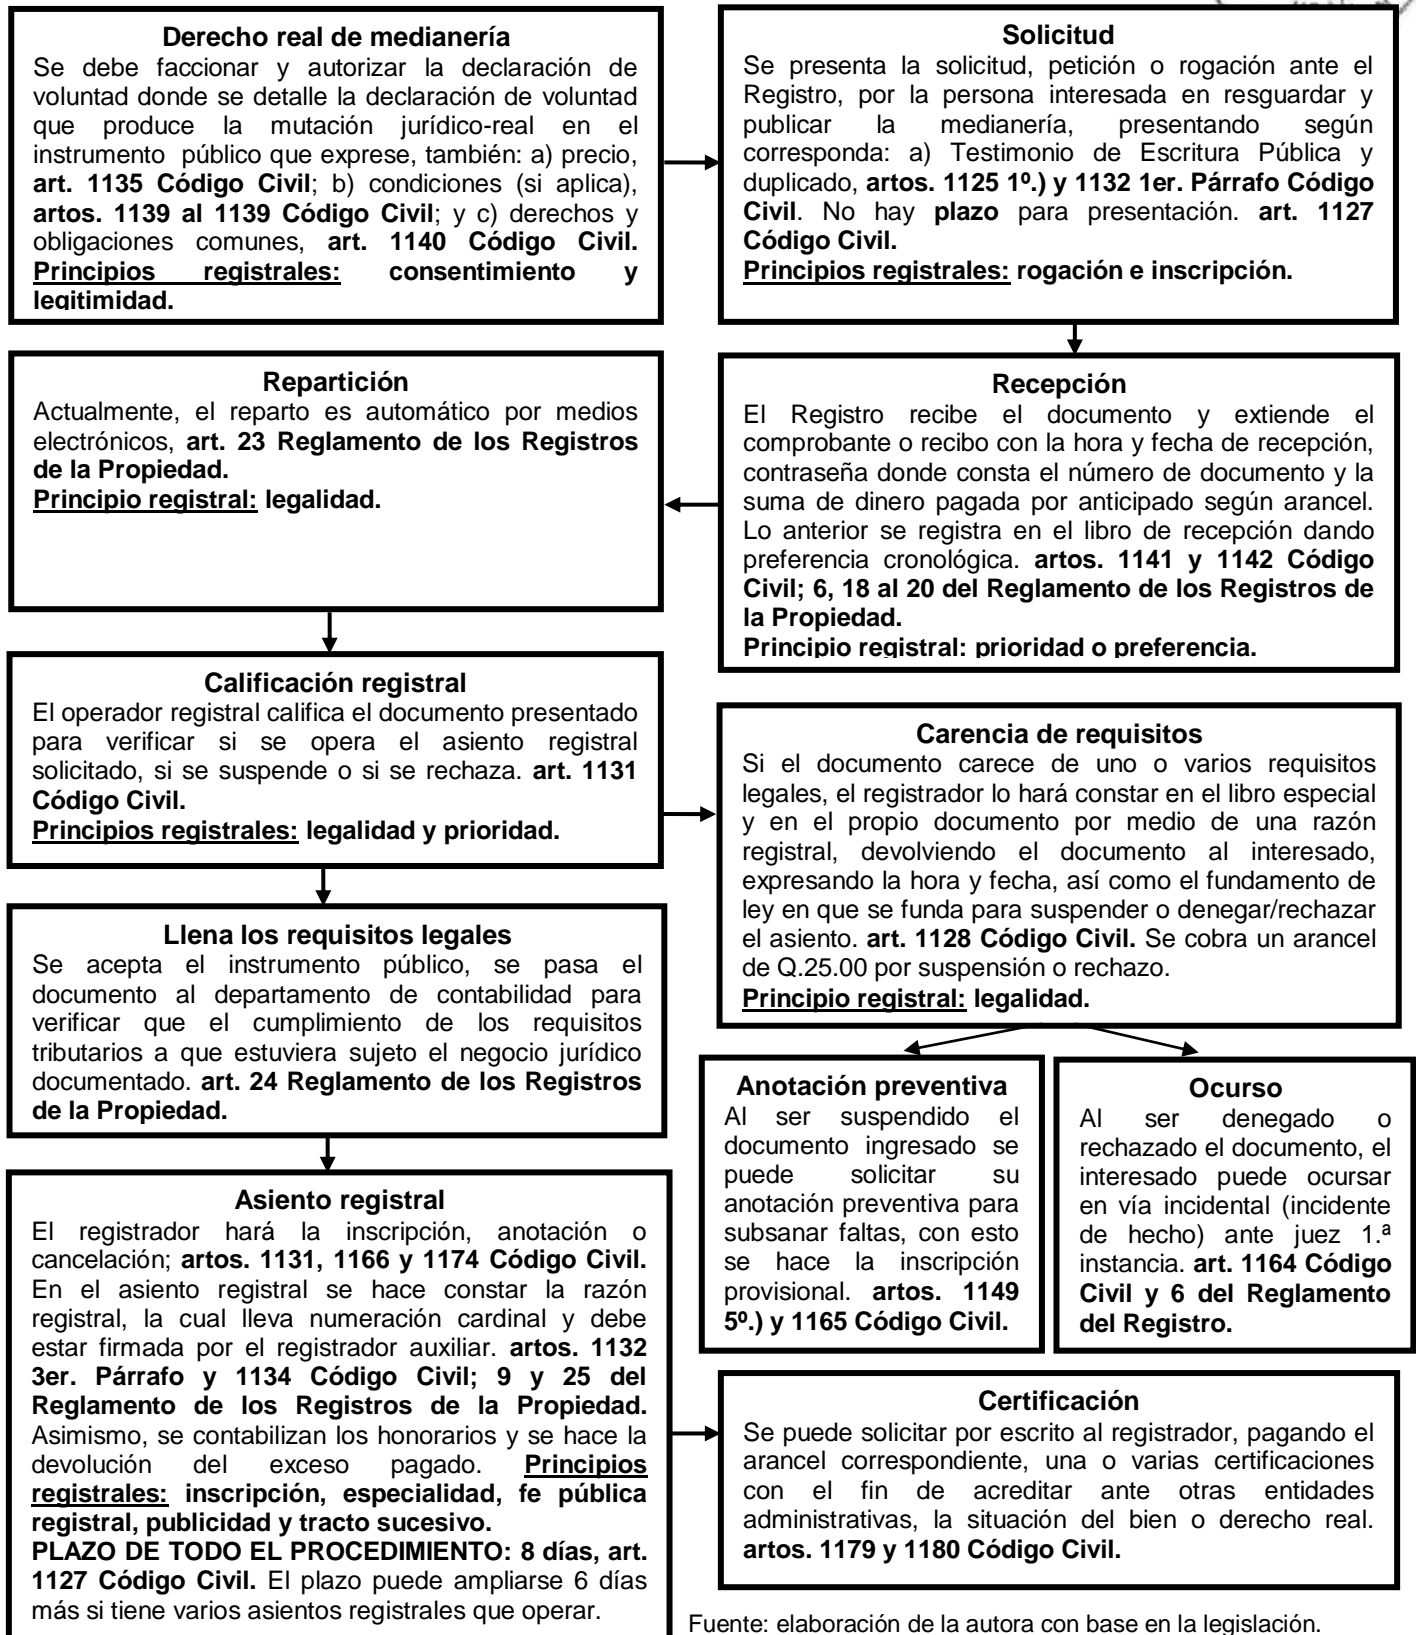 Derecho real de medianería
Se debe faccionar y autorizar la declaración de
voluntad donde se detalle la declaración de voluntad
que produce la mutación jurídico-real en el
instrumento público que exprese, también: a) precio,
art. 1135 Código Civil; b) condiciones (si aplica),
artos. 1139 al 1139 Código Civil; y c) derechos y
obligaciones comunes, art. 1140 Código Civil.
Principios registrales: consentimiento y
legitimidad.
Solicitud
Se presenta la solicitud, petición o rogación ante el
Registro, por la persona interesada en resguardar y
publicar la medianería, presentando según
corresponda: a) Testimonio de Escritura Pública y
duplicado, artos. 1125 1º.) y 1132 1er. Párrafo Código
Civil. No hay plazo para presentación. art. 1127
Código Civil.
Principios registrales: rogación e inscripción.
Recepción
El Registro recibe el documento y extiende el
comprobante o recibo con la hora y fecha de recepción,
contraseña donde consta el número de documento y la
suma de dinero pagada por anticipado según arancel.
Lo anterior se registra en el libro de recepción dando
preferencia cronológica. artos. 1141 y 1142 Código
Civil; 6, 18 al 20 del Reglamento de los Registros de
la Propiedad.
Principio registral: prioridad o preferencia.
Repartición
Actualmente, el reparto es automático por medios
electrónicos, art. 23 Reglamento de los Registros
de la Propiedad.
Principio registral: legalidad.
Calificación registral
El operador registral califica el documento presentado
para verificar si se opera el asiento registral
solicitado, si se suspende o si se rechaza. art. 1131
Código Civil.
Principios registrales: legalidad y prioridad.
Carencia de requisitos
Si el documento carece de uno o varios requisitos
legales, el registrador lo hará constar en el libro especial
y en el propio documento por medio de una razón
registral, devolviendo el documento al interesado,
expresando la hora y fecha, así como el fundamento de
ley en que se funda para suspender o denegar/rechazar
el asiento. art. 1128 Código Civil. Se cobra un arancel
de Q.25.00 por suspensión o rechazo.
Principio registral: legalidad.
Llena los requisitos legales
Se acepta el instrumento público, se pasa el
documento al departamento de contabilidad para
verificar que el cumplimiento de los requisitos
tributarios a que estuviera sujeto el negocio jurídico
documentado. art. 24 Reglamento de los Registros
de la Propiedad.
Anotación preventiva
Al ser suspendido el
documento ingresado se
puede solicitar su
anotación preventiva para
subsanar faltas, con esto
se hace la inscripción
provisional. artos. 1149
5º.) y 1165 Código Civil.
Ocurso
Al ser denegado o
rechazado el documento, el
interesado puede ocursar
en vía incidental (incidente
de hecho) ante juez 1.ª
instancia. art. 1164 Código
Civil y 6 del Reglamento
del Registro.
Asiento registral
El registrador hará la inscripción, anotación o
cancelación; artos. 1131, 1166 y 1174 Código Civil.
En el asiento registral se hace constar la razón
registral, la cual lleva numeración cardinal y debe
estar firmada por el registrador auxiliar. artos. 1132
3er. Párrafo y 1134 Código Civil; 9 y 25 del
Reglamento de los Registros de la Propiedad.
Asimismo, se contabilizan los honorarios y se hace la
devolución del exceso pagado. Principios
registrales: inscripción, especialidad, fe pública
registral, publicidad y tracto sucesivo.
PLAZO DE TODO EL PROCEDIMIENTO: 8 días, art.
1127 Código Civil. El plazo puede ampliarse 6 días
más si tiene varios asientos registrales que operar.
Certificación
Se puede solicitar por escrito al registrador, pagando el
arancel correspondiente, una o varias certificaciones
con el fin de acreditar ante otras entidades
administrativas, la situación del bien o derecho real.
artos. 1179 y 1180 Código Civil.
Fuente: elaboración de la autora con base en la legislación.